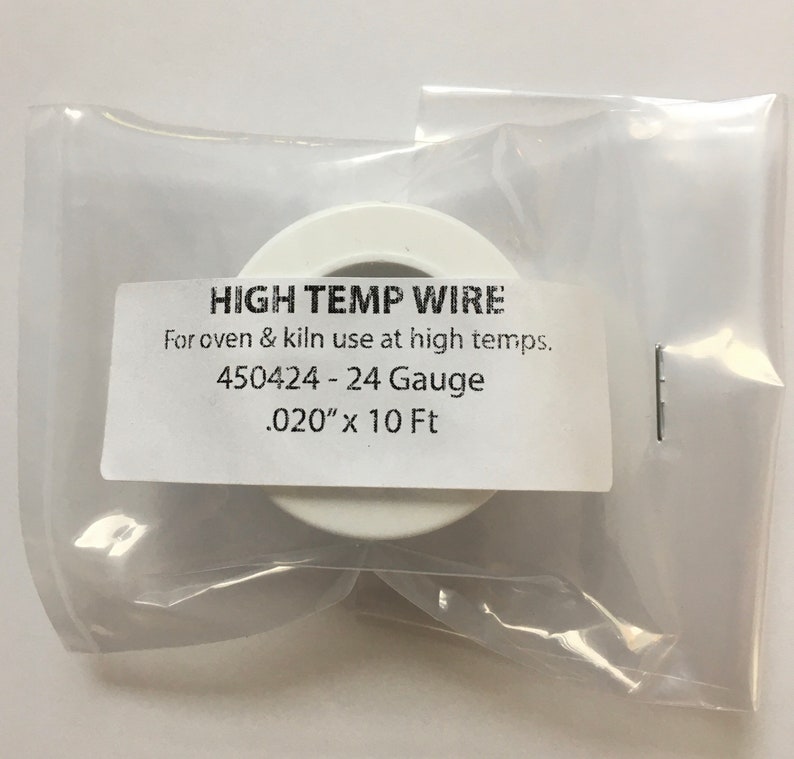 HIGH TEMP WIRE
For oven & kiln use at high temps.
450424 - 24 Gauge
.020” x 10 Ft